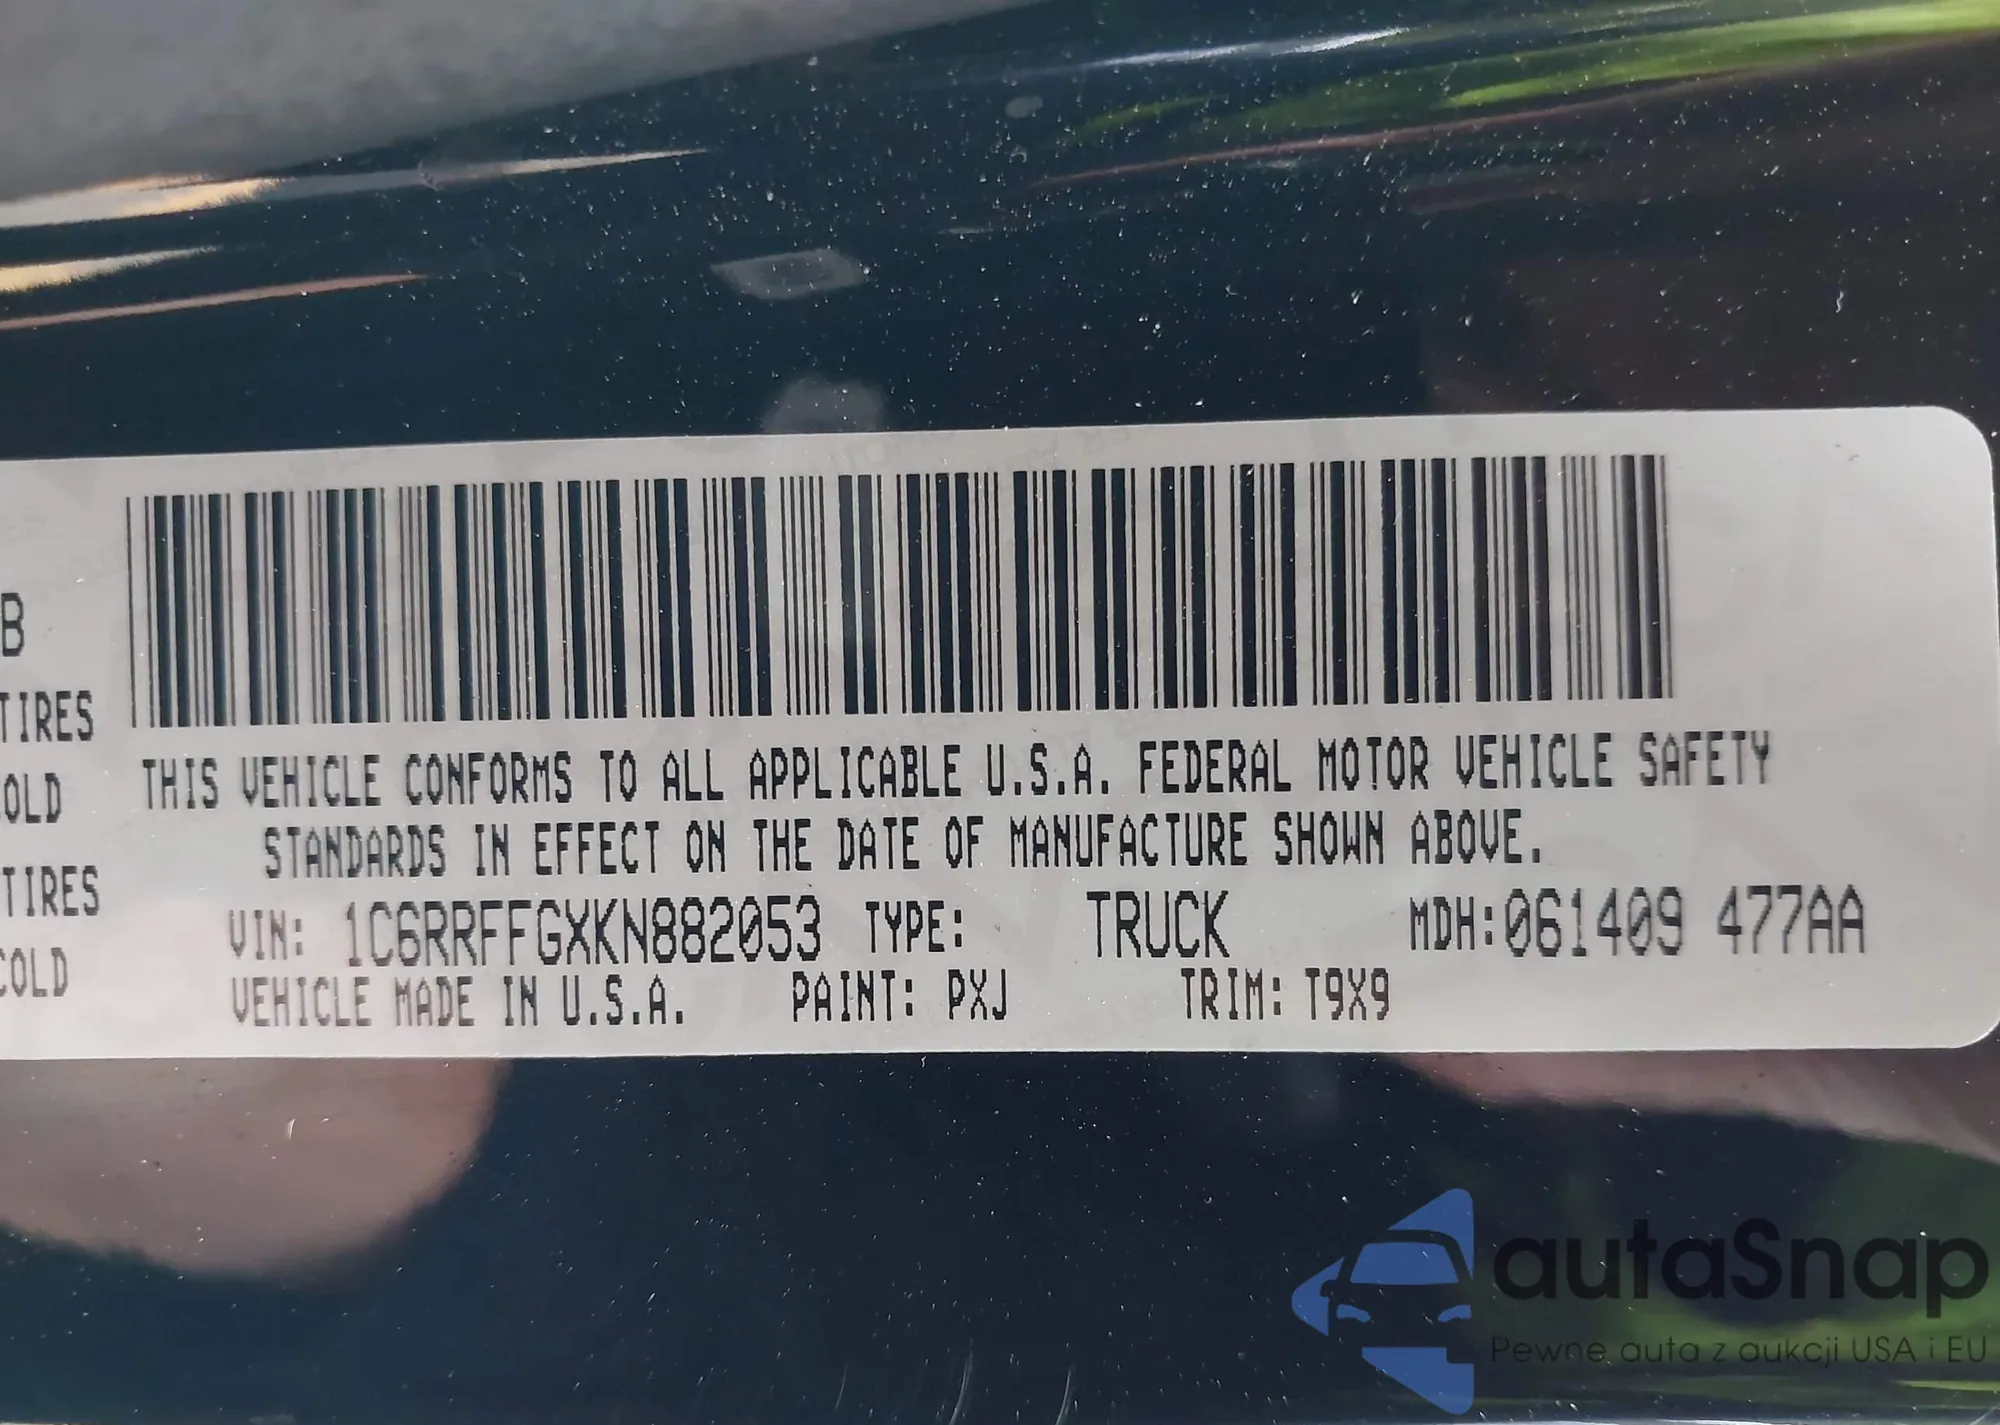 B
TIRES
THIS VEHICLE CONFORMS TO ALL APPLICABLE U.S.A. FEDERAL MOTOR VEHICLE SAFETY
OLD
STANDARDS IN EFFECT ON THE DATE OF MANUFACTURE SHOWN ABOVE.
TIRES
VIN: 1C6RRFFGXKN882053 TYPE: TRUCK MDH:061409 477AA
COLD
VEHICLE MADE IN U.S.A. PAINT: PXJ TRIM: T9X9
autaSnap
Pewne auta z aukcji USA i EU